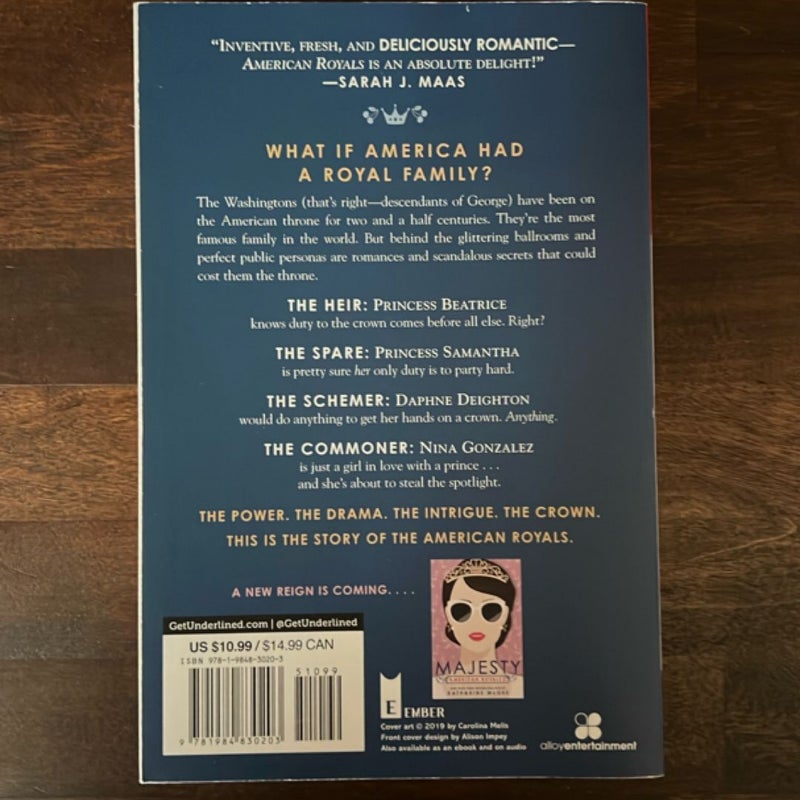 “INVENTIVE, FRESH, AND DELICIOUSLY ROMANTIC—
AMERICAN ROYALS IS AN ABSOLUTE DELIGHT!”
—SARAH J. MAAS
WHAT IF AMERICA HAD
A ROYAL FAMILY?
The Washingtons (that's right—descendants of George) have been on
the American throne for two and a half centuries. They're the most
famous family in the world. But behind the glittering ballrooms and
perfect public personas are romances and scandalous secrets that could
cost them the throne.
THE HEIR: PRINCESS BEATRICE
knows duty to the crown comes before all else. Right?
THE SPARE: PRINCESS SAMANTHA
is pretty sure her only duty is to party hard.
THE SCHEMER: DAPHNE DEIGHTON
would do anything to get her hands on a crown. Anything.
THE COMMONER: NINA GONZALEZ
is just a girl in love with a prince . . .
and she's about to steal the spotlight.
THE POWER. THE DRAMA. THE INTRIGUE. THE CROWN.
THIS IS THE STORY OF THE AMERICAN ROYALS.
A NEW REIGN IS COMING. . . .
MAJESTY
AMERICAN ROYALS
KATHARINE McGEE
GetUnderlined.com | @GetUnderlined
US $10.99 / $14.99 CAN
ISBN 978-1-9848-3020-3
51099
9 781984 830203
E EMBER
Cover art © 2019 by Carolina Melis
Front cover design by Alison Impey
Also available as an ebook and on audio
alloyentertainment